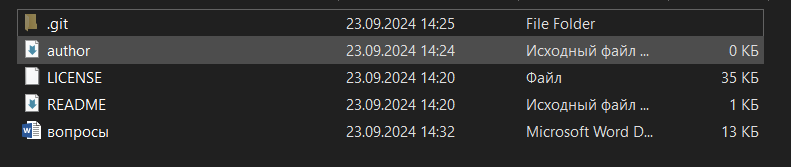 .git 23.09.2024 14:25 File Folder
author 23.09.2024 14:24 Исходный файл ... 0 КБ
LICENSE 23.09.2024 14:20 Файл 35 КБ
README 23.09.2024 14:20 Исходный файл ... 1 КБ
вопросы 23.09.2024 14:32 Microsoft Word D... 13 КБ